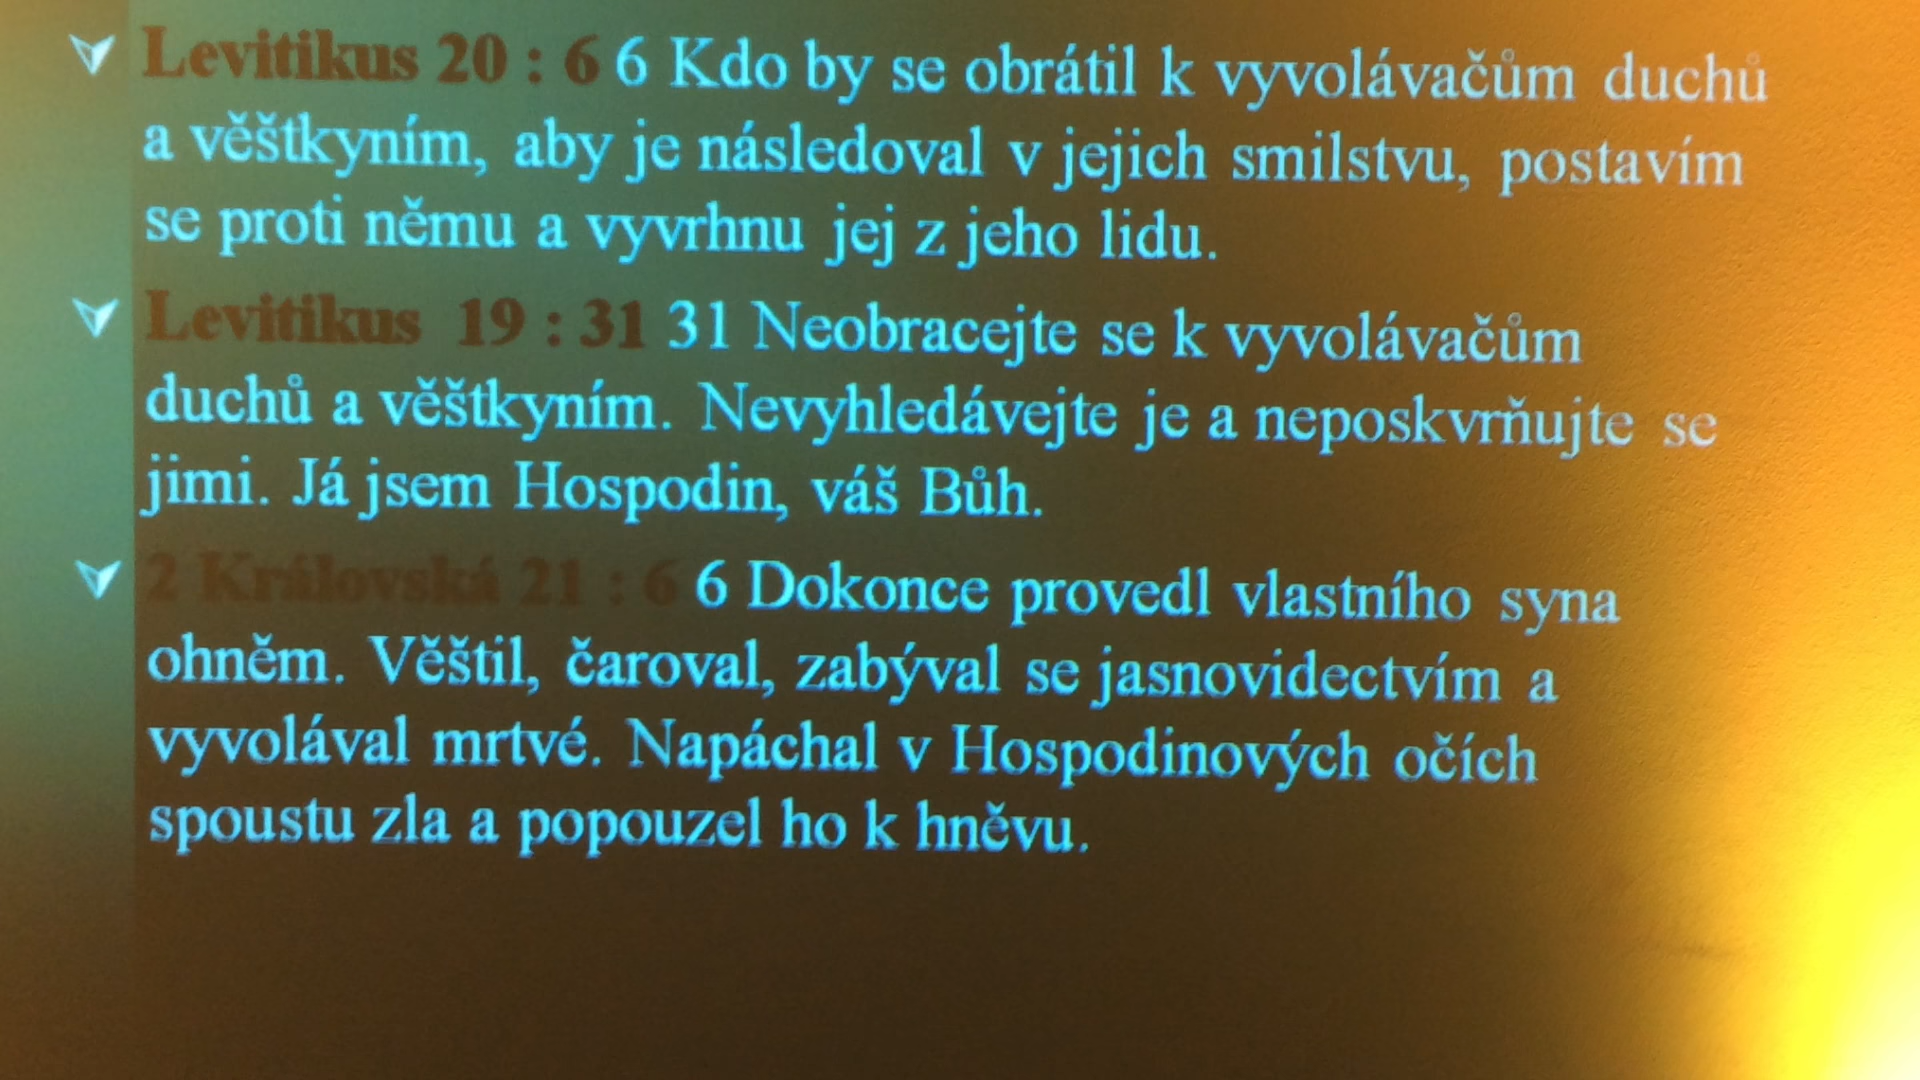 Levitikus 20 : 6 6 Kdo by se obrátil k vyvolávačům duchů
a věštkyním, aby je následoval v jejich smilstvu, postavím
se proti němu a vyvrhnu jej z jeho lidu.
Levitikus 19 : 31 31 Neobracejte se k vyvolávačům
duchů a věštkyním. Nevyhledávejte je a neposkvrňujte se
jimi. Já jsem Hospodin, váš Bůh.
2 Královská 21 : 6 6 Dokonce provedl vlastního syna
ohněm. Věštil, čaroval, zabýval se jasnovidectvím a
vyvolával mrtvé. Napáchal v Hospodinových očích
spoustu zla a popouzel ho k hněvu.